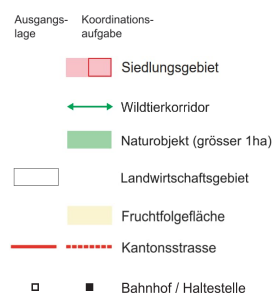 Ausgangs- Koordinations-
lage aufgabe
Siedlungsgebiet
Wildtierkorridor
Naturobjekt (grösser 1ha)
Landwirtschaftsgebiet
Fruchtfolgefläche
Kantonsstrasse
Bahnhof / Haltestelle